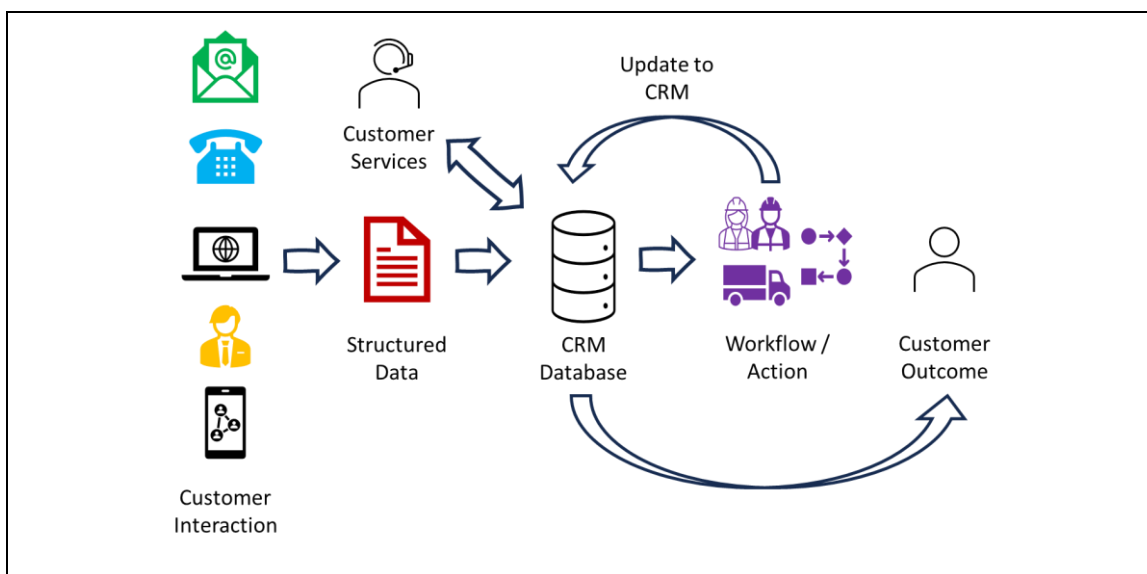 @
Customer
Services
Update to
CRM
Structured
Data
CRM
Database
Workflow /
Action
Customer
Outcome
Customer
Interaction